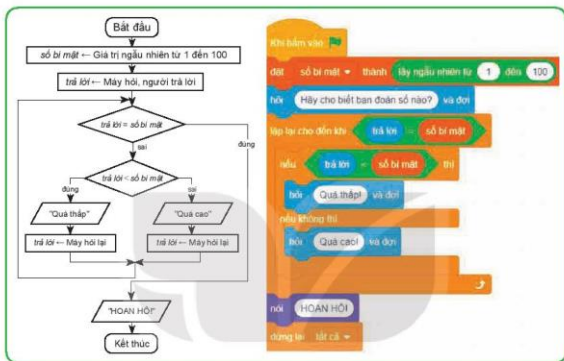 Bắt đầu
số bí mật ← Giá trị ngẫu nhiên từ 1 đến 100
trả lời ← Máy hỏi, người trả lời
trả lời = số bí mật
sai
đúng
trả lời < số bí mật
đúng
sai
"Quá thấp"
"Quá cao"
trả lời ← Máy hỏi lại
trả lời ← Máy hỏi lại
"HOAN HÔ!"
Kết thúc
Khi bấm vào
đặt số bí mật thành lấy ngẫu nhiên từ 1 đến 100
hỏi Hãy cho biết bạn đoán số nào? và đợi
lặp lại cho đến khi trả lời = số bí mật
nếu trả lời < số bí mật thì
hỏi Quá thấp! và đợi
nếu không thì
hỏi Quá cao! và đợi
nói HOAN HÔ!
dừng lại tất cả